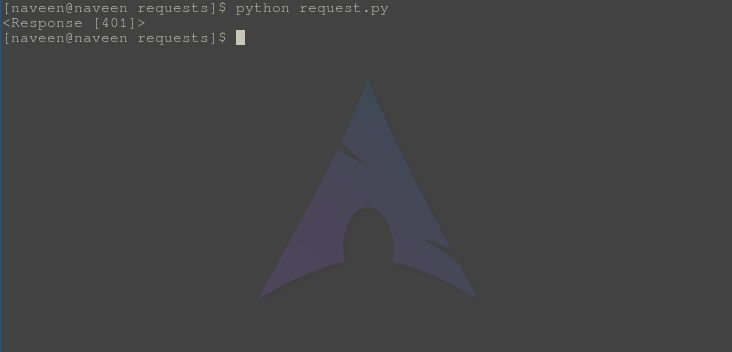 [naveen@naveen requests]$ python request.py
<Response [401]>
[naveen@naveen requests]$